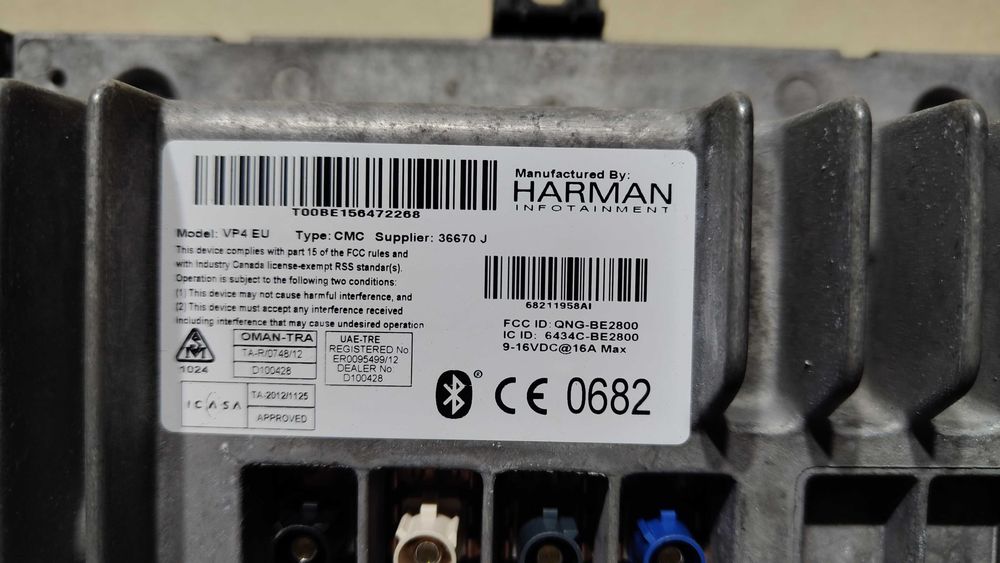 T00BE156472268
Manufactured By:
HARMAN
INFOTAINMENT
Model: VP4 EU Type: CMC Supplier: 36670 J
This device complies with part 15 of the FCC rules and
with Industry Canada license-exempt RSS standar(s).
Operation is subject to the following two conditions:
(1) This device may not cause harmful interference, and
(2) This device must accept any interference received
including interference that may cause undesired operation
68211958AI
FCC ID: QNG-BE2800
IC ID: 6434C-BE2800
9-16VDC@16A Max
1024
OMAN-TRA
TA-R/0748/12
D100428
UAE-TRE
REGISTERED No
ER0095499/12
DEALER No:
D100428
ICASA
TA-2012/1125
APPROVED
® CE 0682